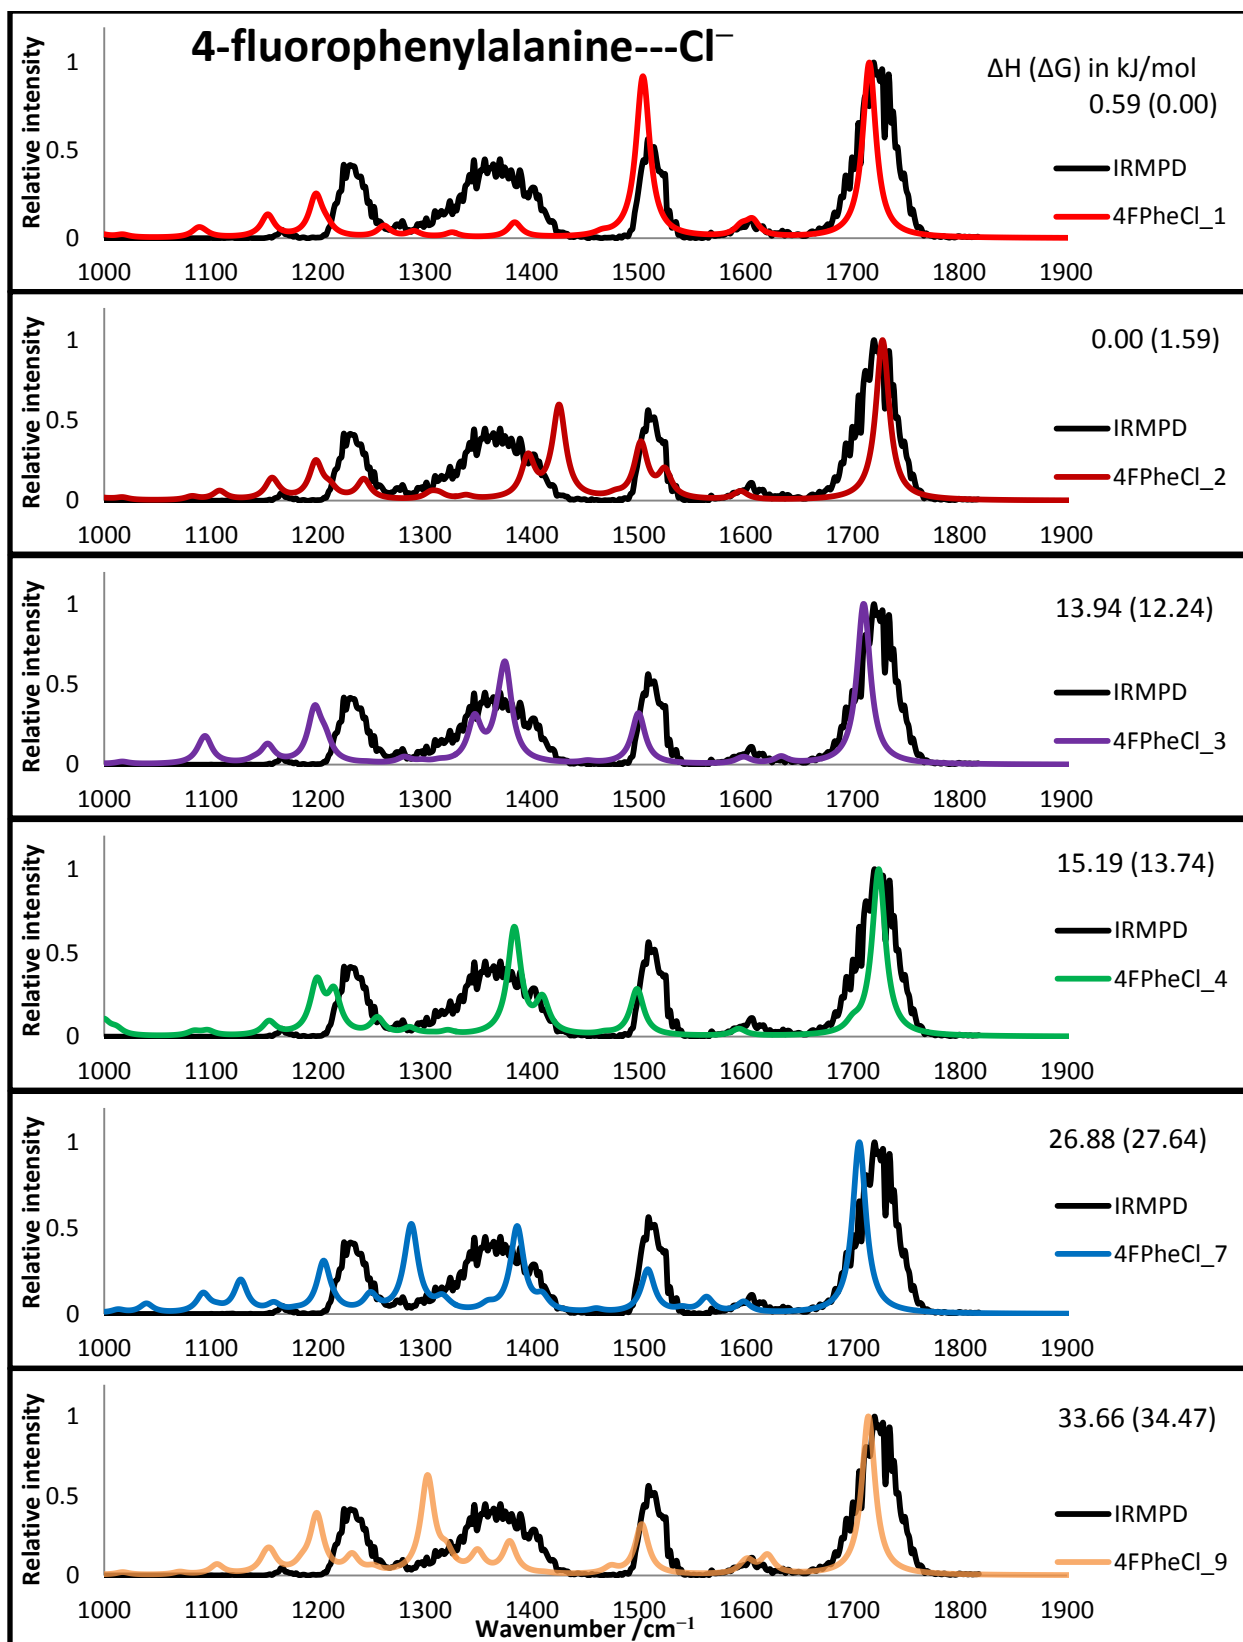 4-fluorophenylalanine---Cl⁻
ΔH (ΔG) in kJ/mol
0.59 (0.00)
Relative intensity
1
0.5
0
IRMPD
4FPheCl_1
1000 1100 1200 1300 1400 1500 1600 1700 1800 1900
0.00 (1.59)
Relative intensity
1
0.5
0
IRMPD
4FPheCl_2
1000 1100 1200 1300 1400 1500 1600 1700 1800 1900
13.94 (12.24)
Relative intensity
1
0.5
0
IRMPD
4FPheCl_3
1000 1100 1200 1300 1400 1500 1600 1700 1800 1900
15.19 (13.74)
Relative intensity
1
0.5
0
IRMPD
4FPheCl_4
1000 1100 1200 1300 1400 1500 1600 1700 1800 1900
26.88 (27.64)
Relative intensity
1
0.5
0
IRMPD
4FPheCl_7
1000 1100 1200 1300 1400 1500 1600 1700 1800 1900
33.66 (34.47)
Relative intensity
1
0.5
0
IRMPD
4FPheCl_9
1000 1100 1200 1300 1400 1500 1600 1700 1800 1900
Wavenumber /cm⁻¹